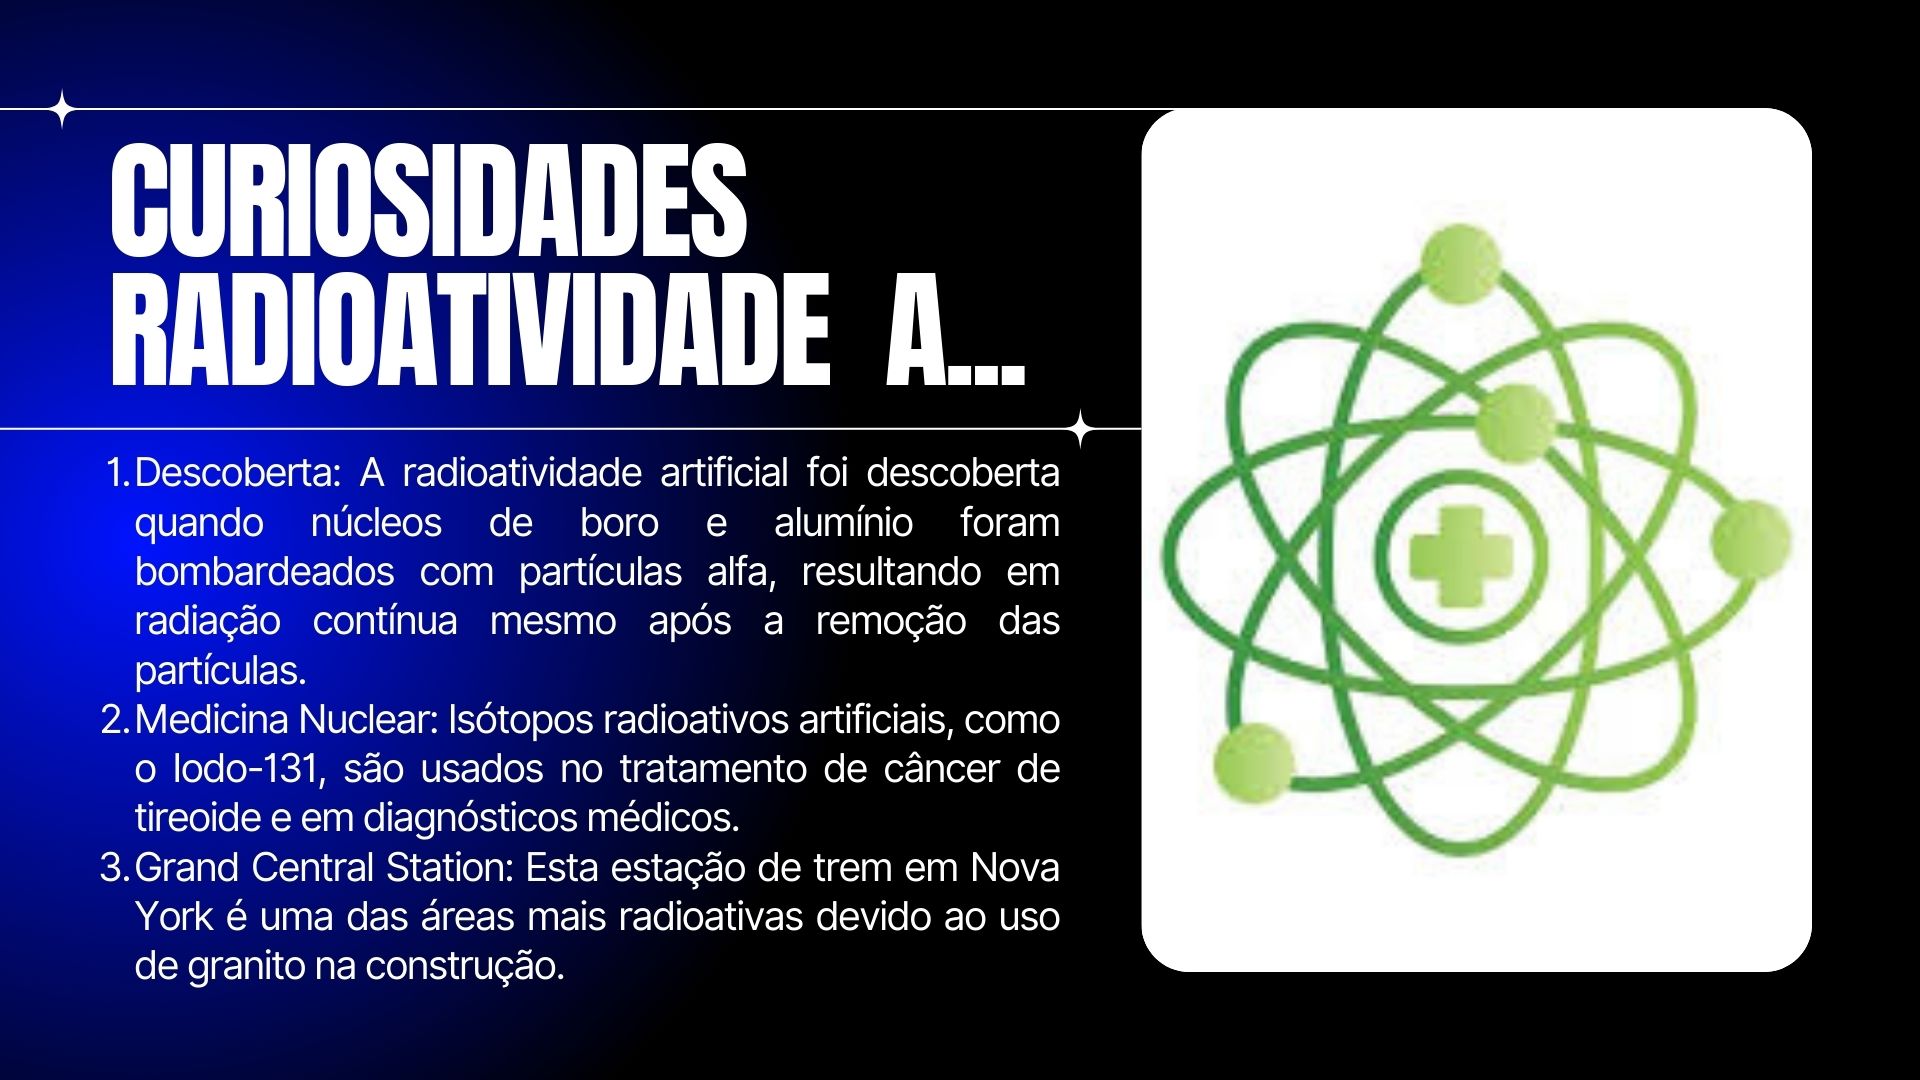 CURIOSIDADES
RADIOATIVIDADE A...
1. Descoberta: A radioatividade artificial foi descoberta
quando núcleos de boro e alumínio foram
bombardeados com partículas alfa, resultando em
radiação contínua mesmo após a remoção das
partículas.
2. Medicina Nuclear: Isótopos radioativos artificiais, como
o Iodo-131, são usados no tratamento de câncer de
tireoide e em diagnósticos médicos.
3. Grand Central Station: Esta estação de trem em Nova
York é uma das áreas mais radioativas devido ao uso
de granito na construção.